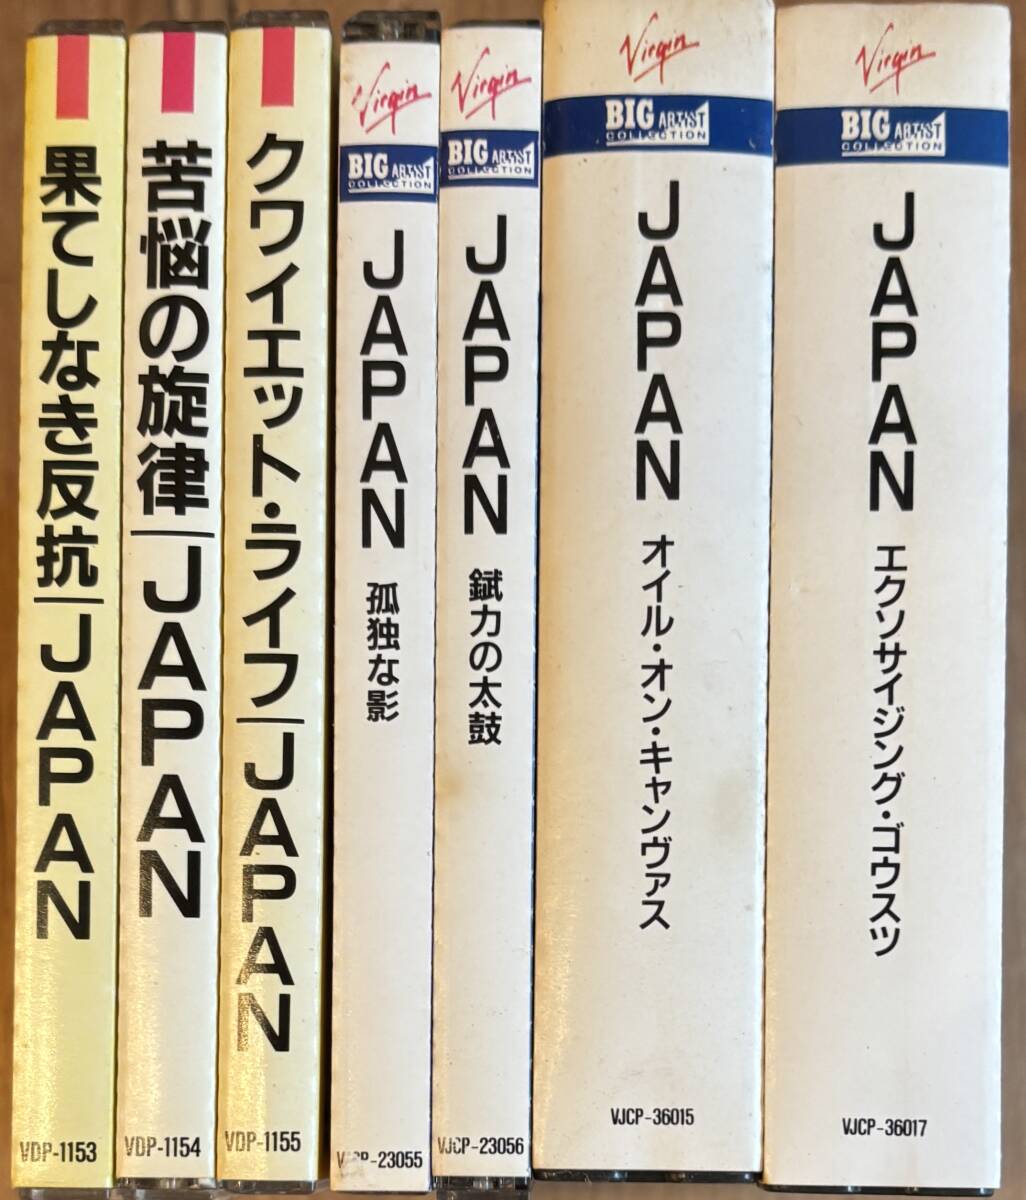 果てしなき反抗|JAPAN
VDP-1153
苦悩の旋律|JAPAN
VDP-1154
クワイエット・ライフ|JAPAN
VDP-1155
Virgin
BIG ARTIST
COLLECTION
JAPAN
孤独な影
VJCP-23055
Virgin
BIG ARTIST
COLLECTION
JAPAN
錻力の太鼓
VJCP-23056
Virgin
BIG ARTIST
COLLECTION
JAPAN
オイル・オン・キャンヴァス
VJCP-36015
Virgin
BIG ARTIST
COLLECTION
JAPAN
エクソサイジング・ゴウスツ
VJCP-36017